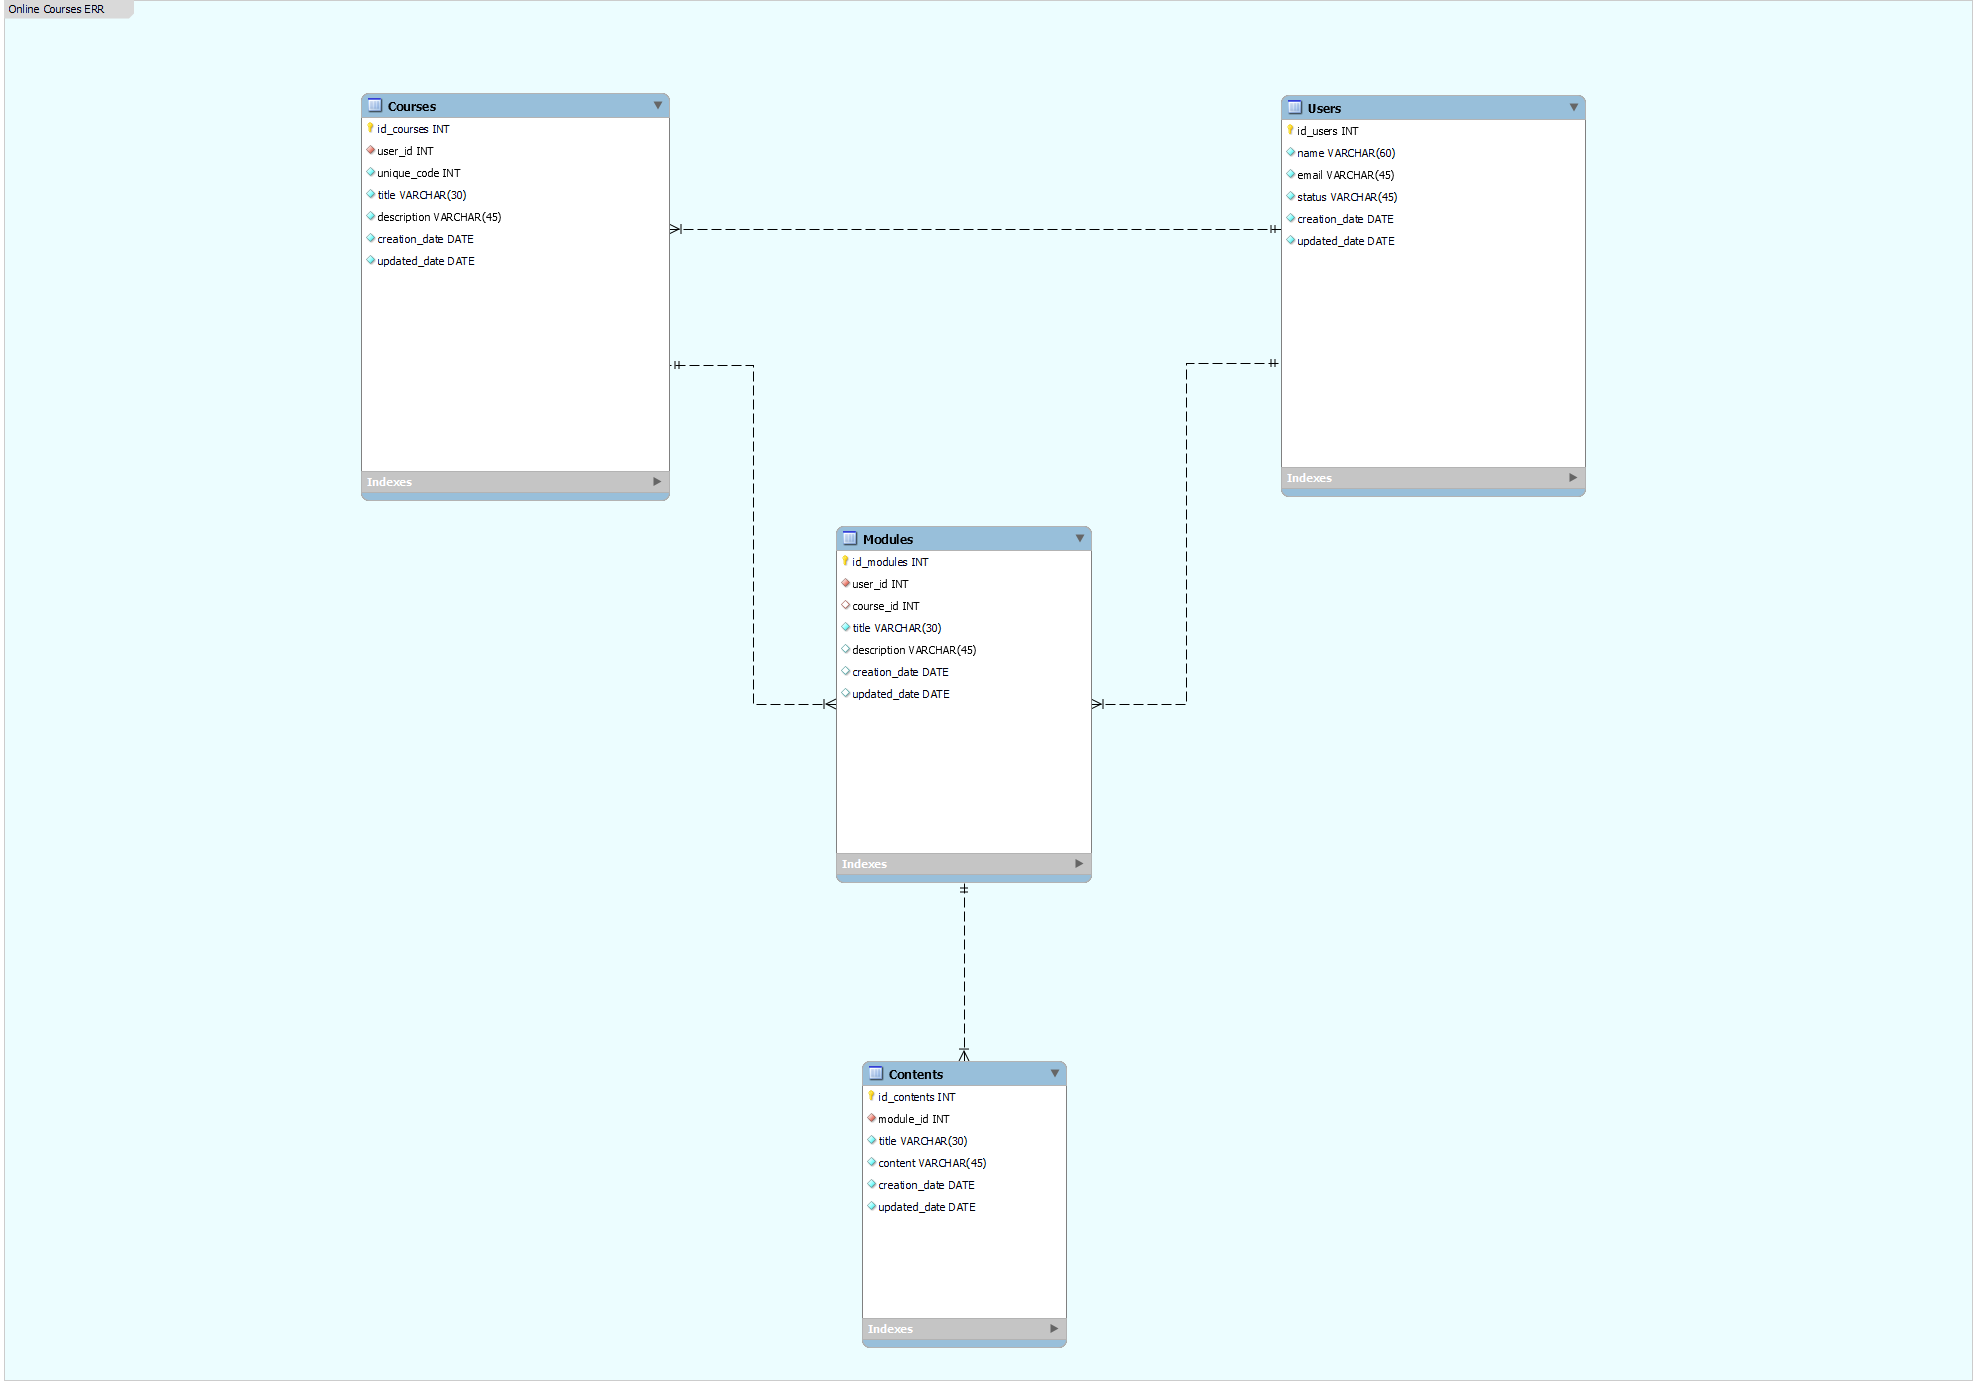 Online Courses ERR
Courses
id_courses INT
user_id INT
unique_code INT
title VARCHAR(30)
description VARCHAR(45)
creation_date DATE
updated_date DATE
Indexes
Users
id_users INT
name VARCHAR(60)
email VARCHAR(45)
status VARCHAR(45)
creation_date DATE
updated_date DATE
Indexes
Modules
id_modules INT
user_id INT
course_id INT
title VARCHAR(30)
description VARCHAR(45)
creation_date DATE
updated_date DATE
Indexes
Contents
id_contents INT
module_id INT
title VARCHAR(30)
content VARCHAR(45)
creation_date DATE
updated_date DATE
Indexes